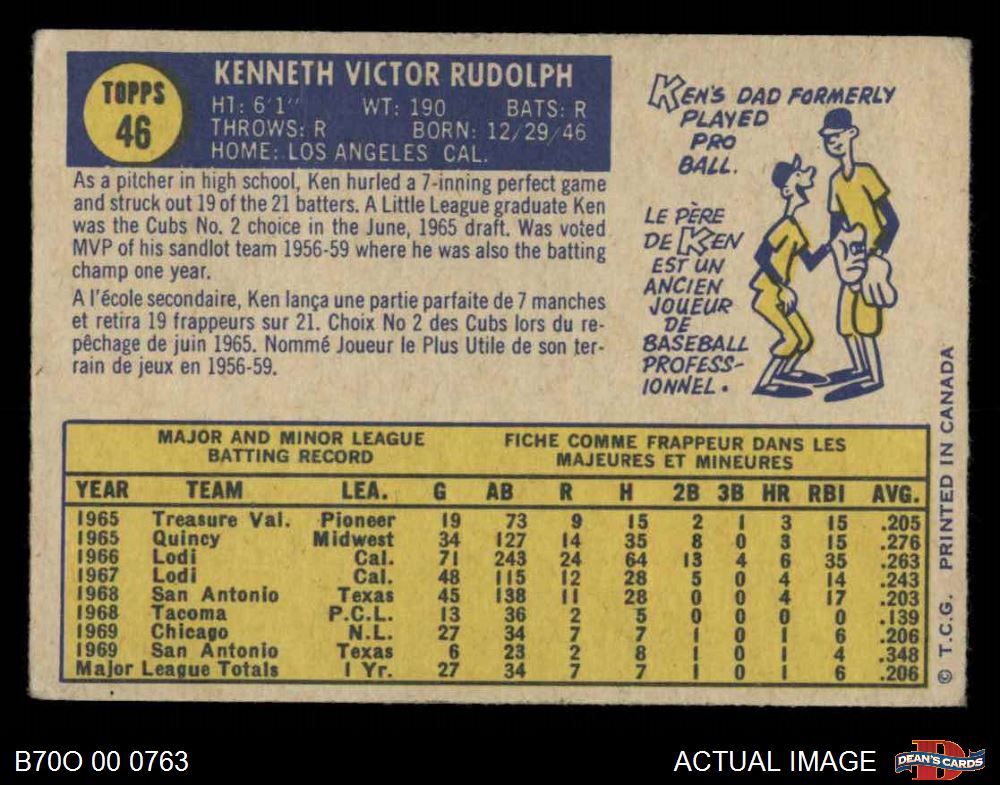 TOPPS
46
KENNETH VICTOR RUDOLPH
HT: 6'1" WT: 190 BATS: R
THROWS: R BORN: 12/29/46
HOME: LOS ANGELES CAL.
As a pitcher in high school, Ken hurled a 7-inning perfect game
and struck out 19 of the 21 batters. A Little League graduate Ken
was the Cubs No. 2 choice in the June, 1965 draft. Was voted
MVP of his sandlot team 1956-59 where he was also the batting
champ one year.
A l'école secondaire, Ken lança une partie parfaite de 7 manches
et retira 19 frappeurs sur 21. Choix No 2 des Cubs lors du re-
pêchage de juin 1965. Nommé Joueur le Plus Utile de son ter-
rain de jeux en 1956-59.
KEN'S DAD FORMERLY
PLAYED
PRO
BALL.
LE PÈRE
DE KEN
EST UN
ANCIEN
JOUEUR
DE
BASEBALL
PROFESS-
IONNEL.
MAJOR AND MINOR LEAGUE
BATTING RECORD
FICHE COMME FRAPPEUR DANS LES
MAJEURES ET MINEURES
YEAR TEAM LEA. G AB R H 2B 3B HR RBI AVG.
1965 Treasure Val. Pioneer 19 73 9 15 2 1 3 15 .205
1965 Quincy Midwest 34 127 14 35 8 0 3 15 .276
1966 Lodi Cal. 71 243 24 64 13 4 6 35 .263
1967 Lodi Cal. 48 115 12 28 5 0 4 14 .243
1968 San Antonio Texas 45 138 11 28 0 0 4 17 .203
1968 Tacoma P.C.L. 13 36 2 5 0 0 0 0 .139
1969 Chicago N.L. 27 34 7 7 1 0 1 6 .206
1969 San Antonio Texas 6 23 2 8 1 0 1 4 .348
Major League Totals 1 Yr. 27 34 7 7 1 0 1 6 .206
© T.C.G. PRINTED IN CANADA
B70O 00 0763
ACTUAL IMAGE
DEAN'S CARDS